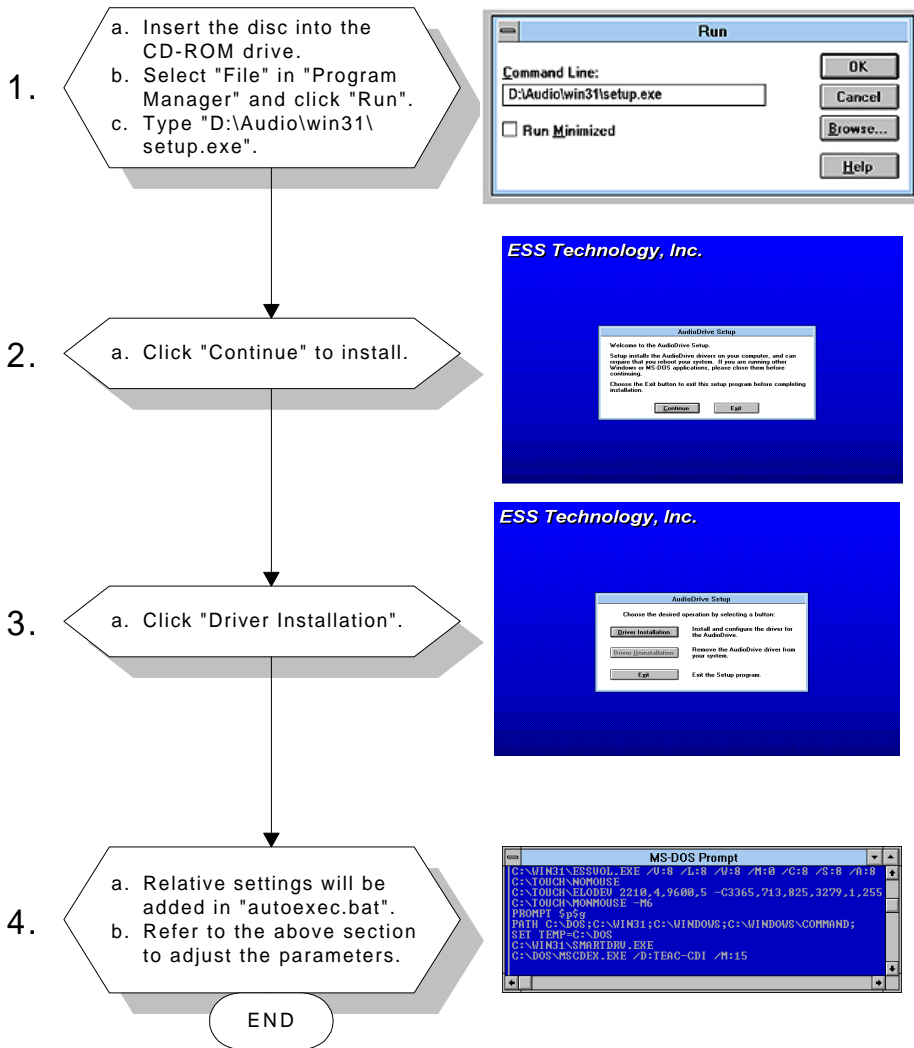 1.
a. Insert the disc into the
CD-ROM drive.
b. Select "File" in "Program
Manager" and click "Run".
c. Type "D:\Audio\win31\
setup.exe".
Run
Command Line:
D:\Audio\win31\setup.exe
Run Minimized
OK
Cancel
Browse...
Help
2.
a. Click "Continue" to install.
ESS Technology, Inc.
AudioDrive Setup
Welcome to the AudioDrive Setup.
Setup installs the AudioDrive drivers on your computer, and can
require that you reboot your system. If you are running other
Windows or MS-DOS applications, please close them before
continuing.
Choose the Exit button to exit this setup program before completing
installation.
Continue
Exit
3.
a. Click "Driver Installation".
ESS Technology, Inc.
AudioDrive Setup
Choose the desired operation by selecting a button:
Driver Installation
Install and configure the driver for
the AudioDrive.
Driver Uninstallation
Remove the AudioDrive driver from
your system.
Exit
Exit the Setup program.
4.
a. Relative settings will be
added in "autoexec.bat".
b. Refer to the above section
to adjust the parameters.
MS-DOS Prompt
C:\WIN31\ESSVOL.EXE /V:8 /L:8 /W:8 /M:0 /C:8 /S:8 /A:8
C:\TOUCH\NOMOUSE
C:\TOUCH\ELODEV 2210,4,9600,5 -C3365,713,825,3279,1,255
C:\TOUCH\MONMOUSE -M6
PROMPT $p$g
PATH C:\DOS;C:\WIN31;C:\WINDOWS;C:\WINDOWS\COMMAND;
SET TEMP=C:\DOS
C:\WIN31\SMARTDRV.EXE
C:\DOS\MSCDEX.EXE /D:TEAC-CDI /M:15
END